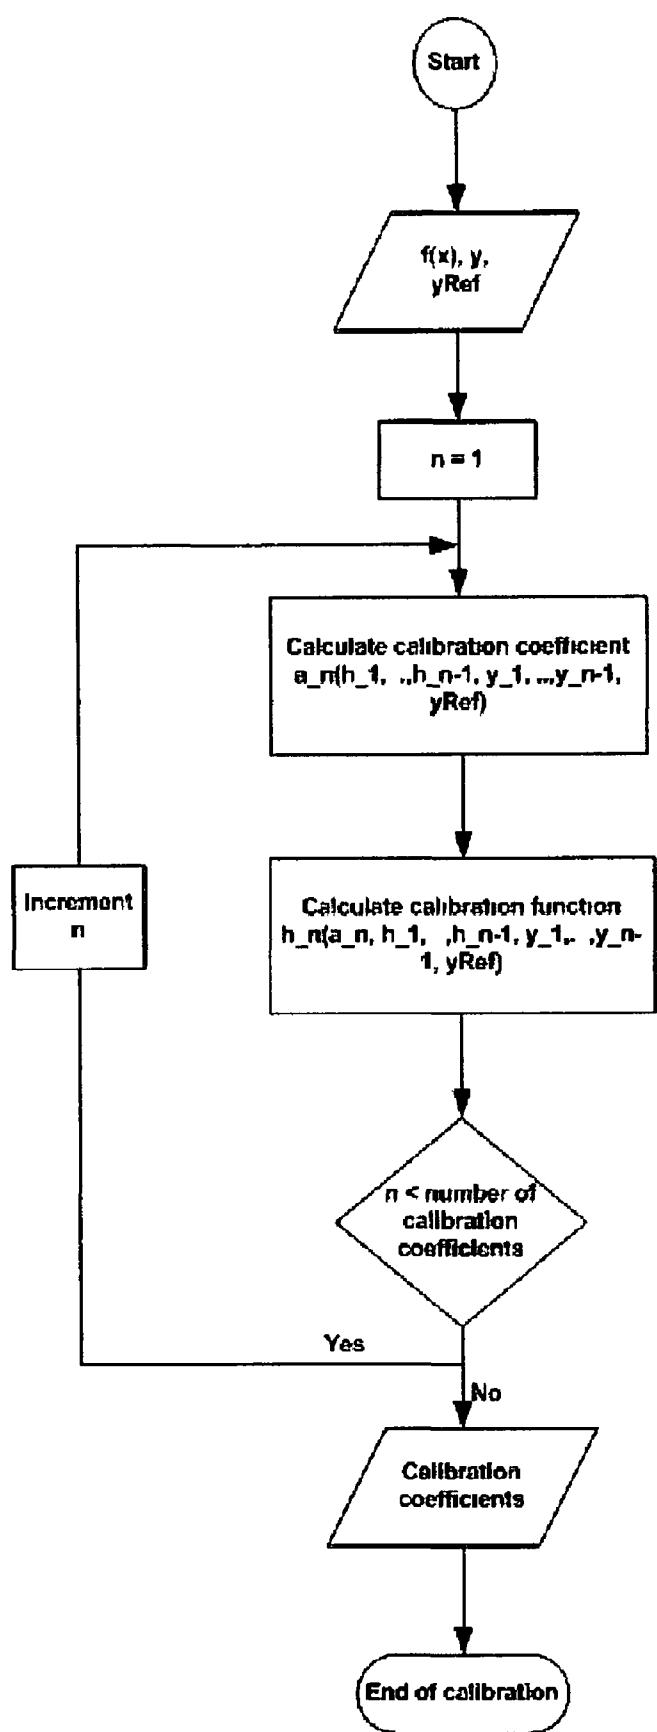 Start
f(x), y,
yRef
n = 1
Calculate calibration coefficient
a_n(h_1, .,h_n-1, y_1, ..,y_n-1,
yRef)
Increment
n
Calculate calibration function
h_n(a_n, h_1, ,h_n-1, y_1,. ,y_n-
1, yRef)
n < number of
calibration
coefficients
Yes
No
Calibration
coefficients
End of calibration